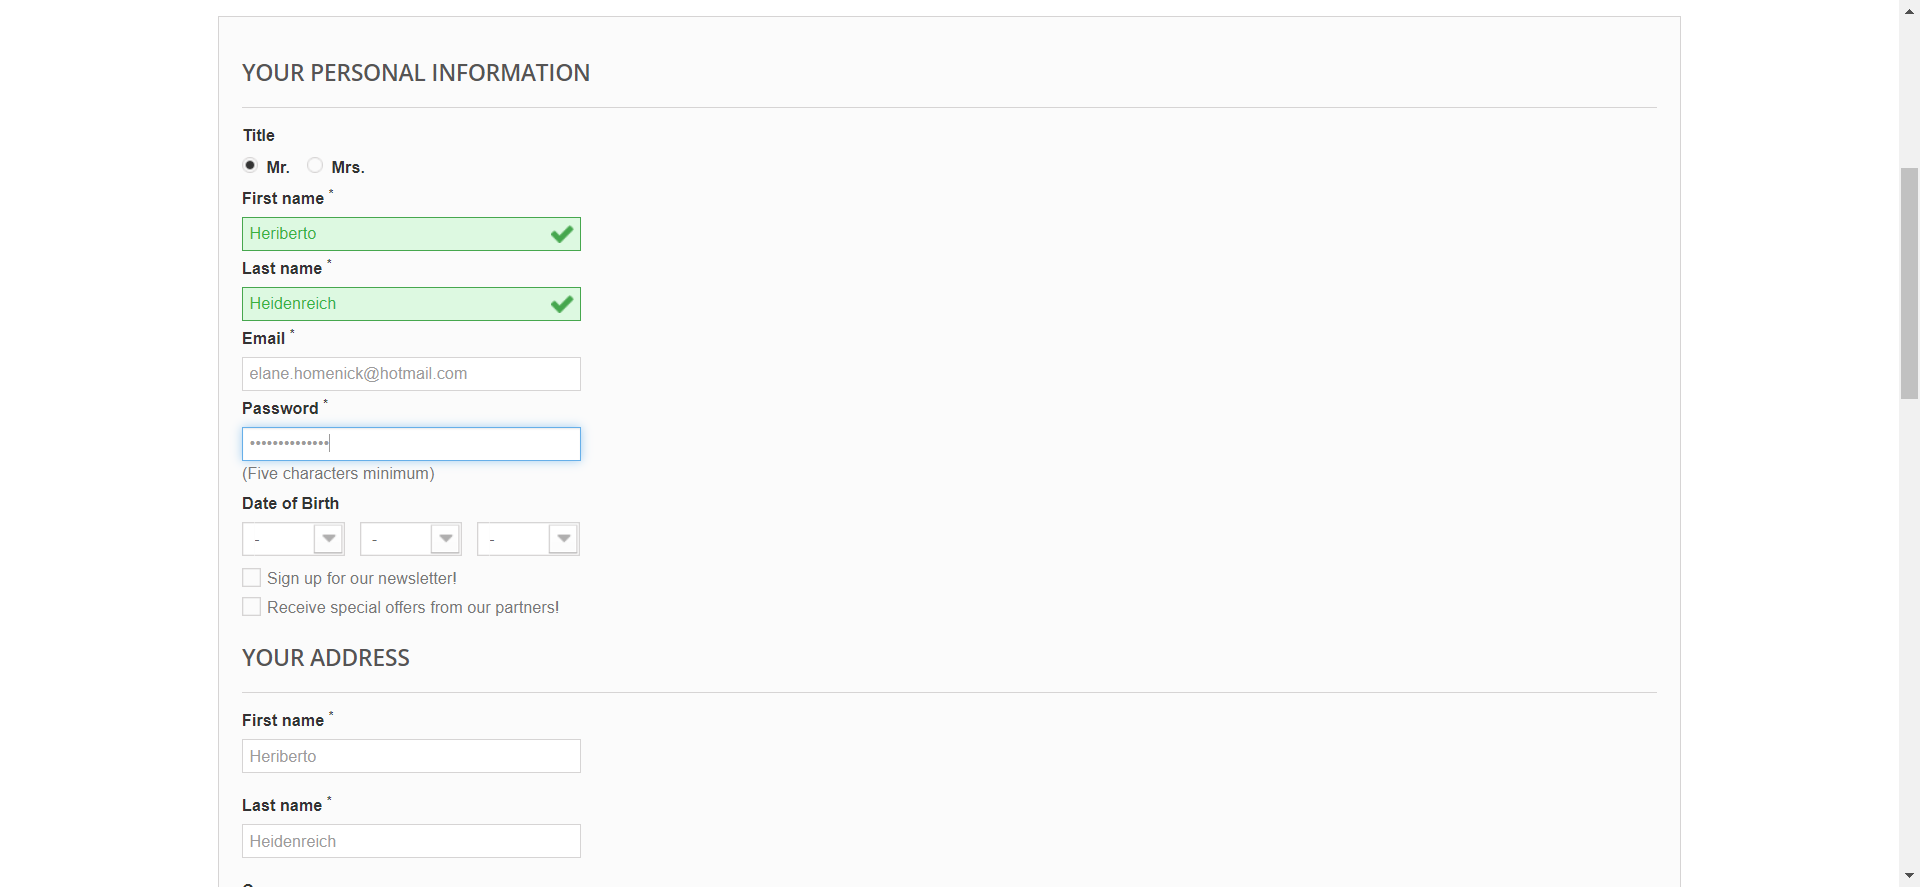 YOUR PERSONAL INFORMATION
Title
Mr. Mrs.
First name *
Heriberto
Last name *
Heidenreich
Email *
elane.homenick@hotmail.com
Password *
••••••••••••••
(Five characters minimum)
Date of Birth
- - -
Sign up for our newsletter!
Receive special offers from our partners!
YOUR ADDRESS
First name *
Heriberto
Last name *
Heidenreich